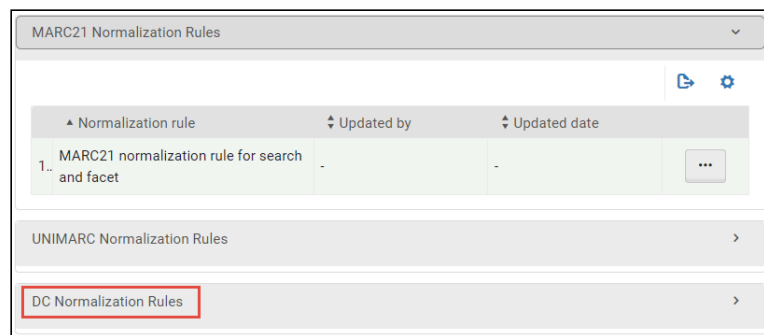 MARC21 Normalization Rules
Normalization rule Updated by Updated date
1.. MARC21 normalization rule for search
and facet - - ...
UNIMARC Normalization Rules
DC Normalization Rules